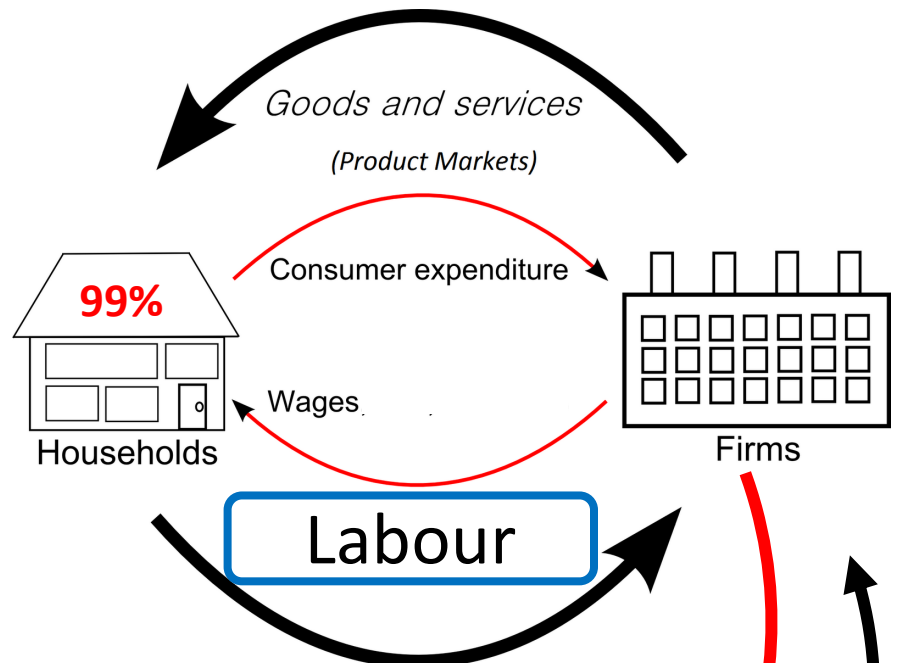 Goods and services
(Product Markets)
Consumer expenditure
99%
Wages
Households
Firms
Labour